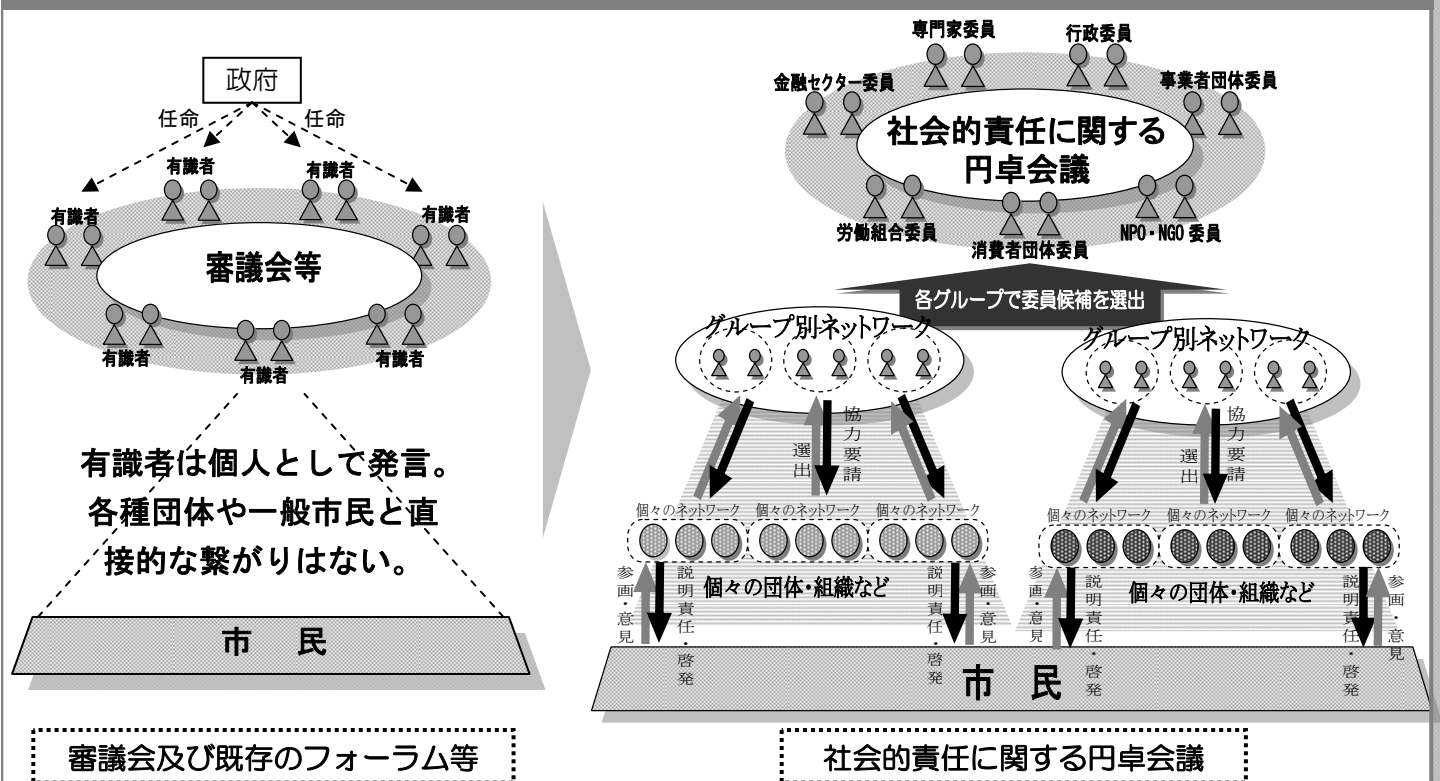 政府
任命
任命
有識者
有識者
有識者
有識者
審議会等
有識者
有識者
有識者
有識者は個人として発言。
各種団体や一般市民と直
接的な繋がりはない。
市 民
審議会及び既存のフォーラム等
専門家委員
行政委員
金融セクター委員
事業者団体委員
社会的責任に関する
円卓会議
労働組合委員
消費者団体委員
NPO・NGO 委員
各グループで委員候補を選出
グループ別ネットワーク
選出
協力要請
個々のネットワーク
個々のネットワーク
個々のネットワーク
参画・意見
説明責任・啓発
個々の団体・組織など
説明責任・啓発
参画・意見
グループ別ネットワーク
選出
協力要請
個々のネットワーク
個々のネットワーク
個々のネットワーク
参画・意見
説明責任・啓発
個々の団体・組織など
説明責任・啓発
参画・意見
市 民
社会的責任に関する円卓会議